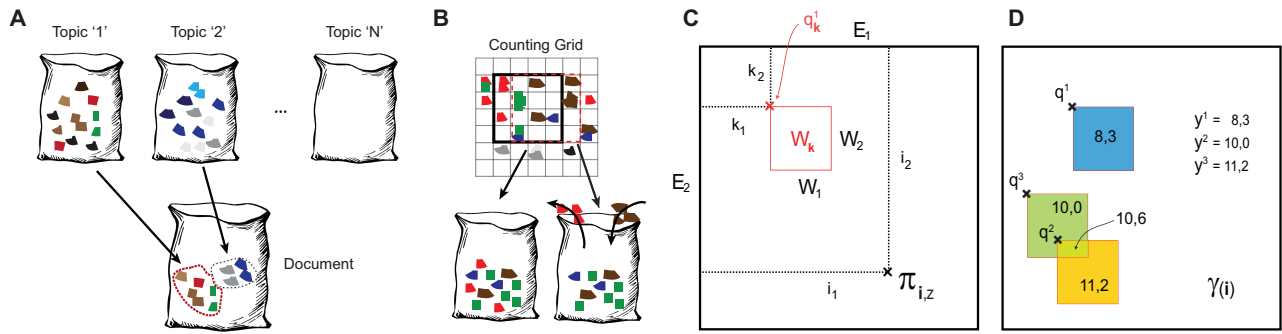 A
Topic ‘1’
Topic ‘2’
Topic ‘N’
...
Document
B
Counting Grid
C
q¹ₖ
E₁
k₂
k₁
Wₖ
W₂
W₁
i₂
E₂
i₁
π i,z
D
q¹
8,3
y¹ = 8,3
y² = 10,0
y³ = 11,2
q³
10,0
10,6
q²
11,2
γ(i)